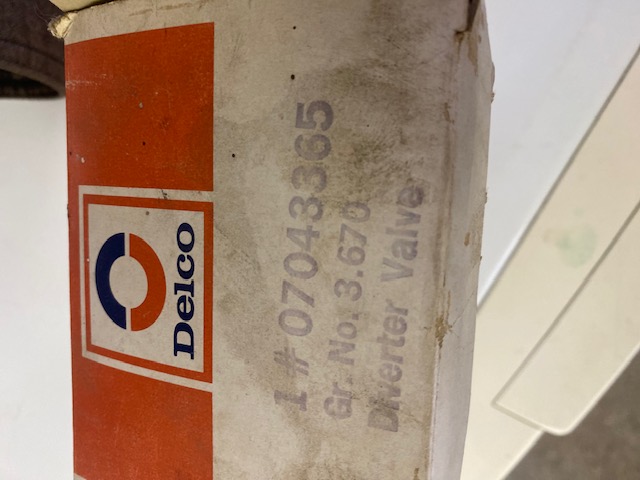 Delco
1 # 07043365
Gr. No. 3.670
Diverter Valve